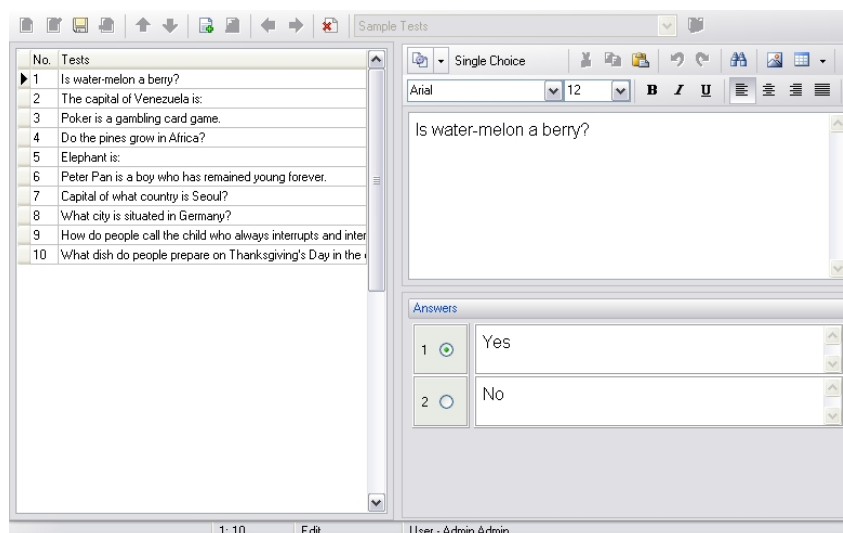 Sample Tests
No. Tests
1 Is water-melon a berry?
2 The capital of Venezuela is:
3 Poker is a gambling card game.
4 Do the pines grow in Africa?
5 Elephant is:
6 Peter Pan is a boy who has remained young forever.
7 Capital of what country is Seoul?
8 What city is situated in Germany?
9 How do people call the child who always interrupts and inter
10 What dish do people prepare on Thanksgiving's Day in the
Single Choice
Arial 12 B I U
Is water-melon a berry?
Answers
1 Yes
2 No
1: 10 Edit User - Admin Admin